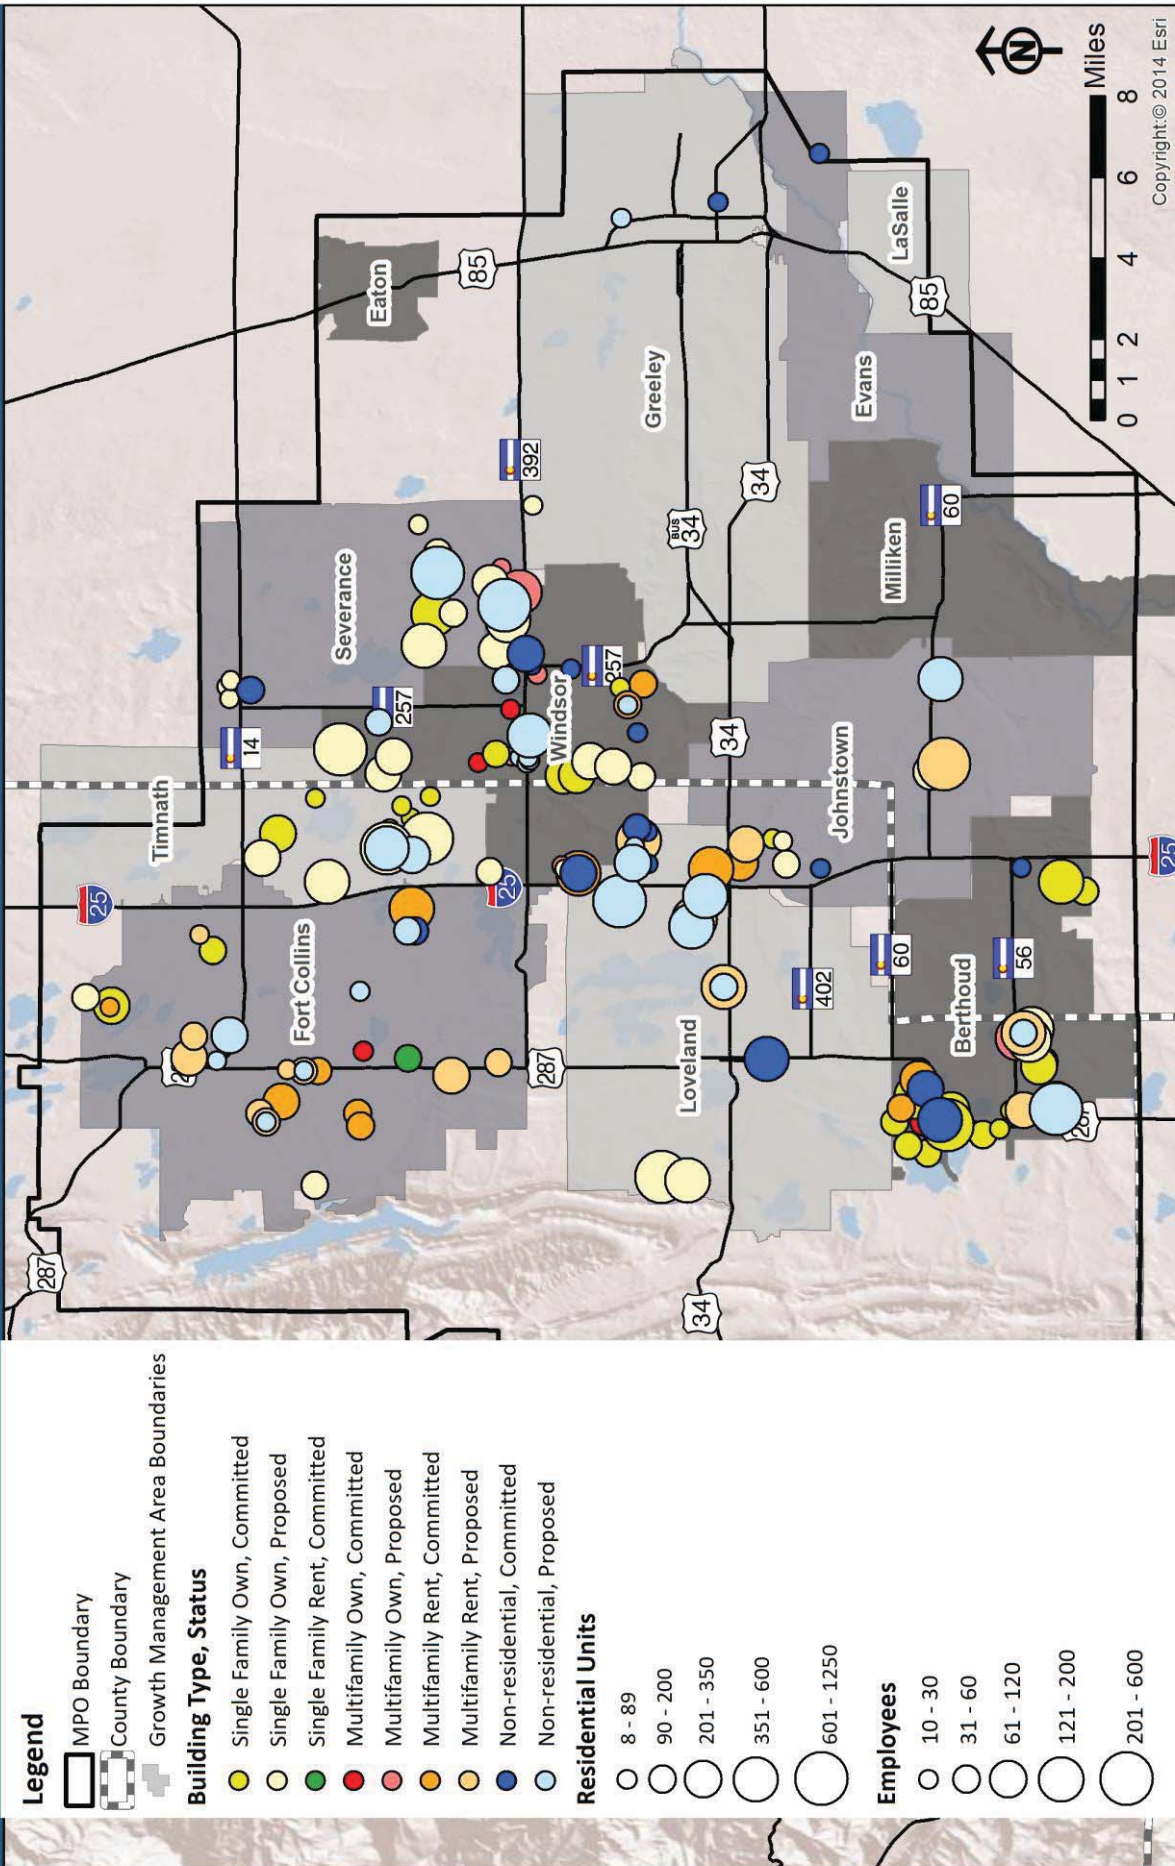 Legend
MPO Boundary
County Boundary
Growth Management Area Boundaries
Building Type, Status
Single Family Own, Committed
Single Family Own, Proposed
Single Family Rent, Committed
Multifamily Own, Committed
Multifamily Own, Proposed
Multifamily Rent, Committed
Multifamily Rent, Proposed
Non-residential, Committed
Non-residential, Proposed
Residential Units
8 - 89
90 - 200
201 - 350
351 - 600
601 - 1250
Employees
10 - 30
31 - 60
61 - 120
121 - 200
201 - 600
287
25
Timnath
14
Eaton
85
Severance
257
Fort Collins
392
25
287
Windsor
257
Greeley
BUS
34
34
34
34
Loveland
402
Johnstown
Evans
LaSalle
85
Milliken
60
60
Berthoud
56
287
25
N
0 1 2 4 6 8
Miles
Copyright:© 2014 Esri